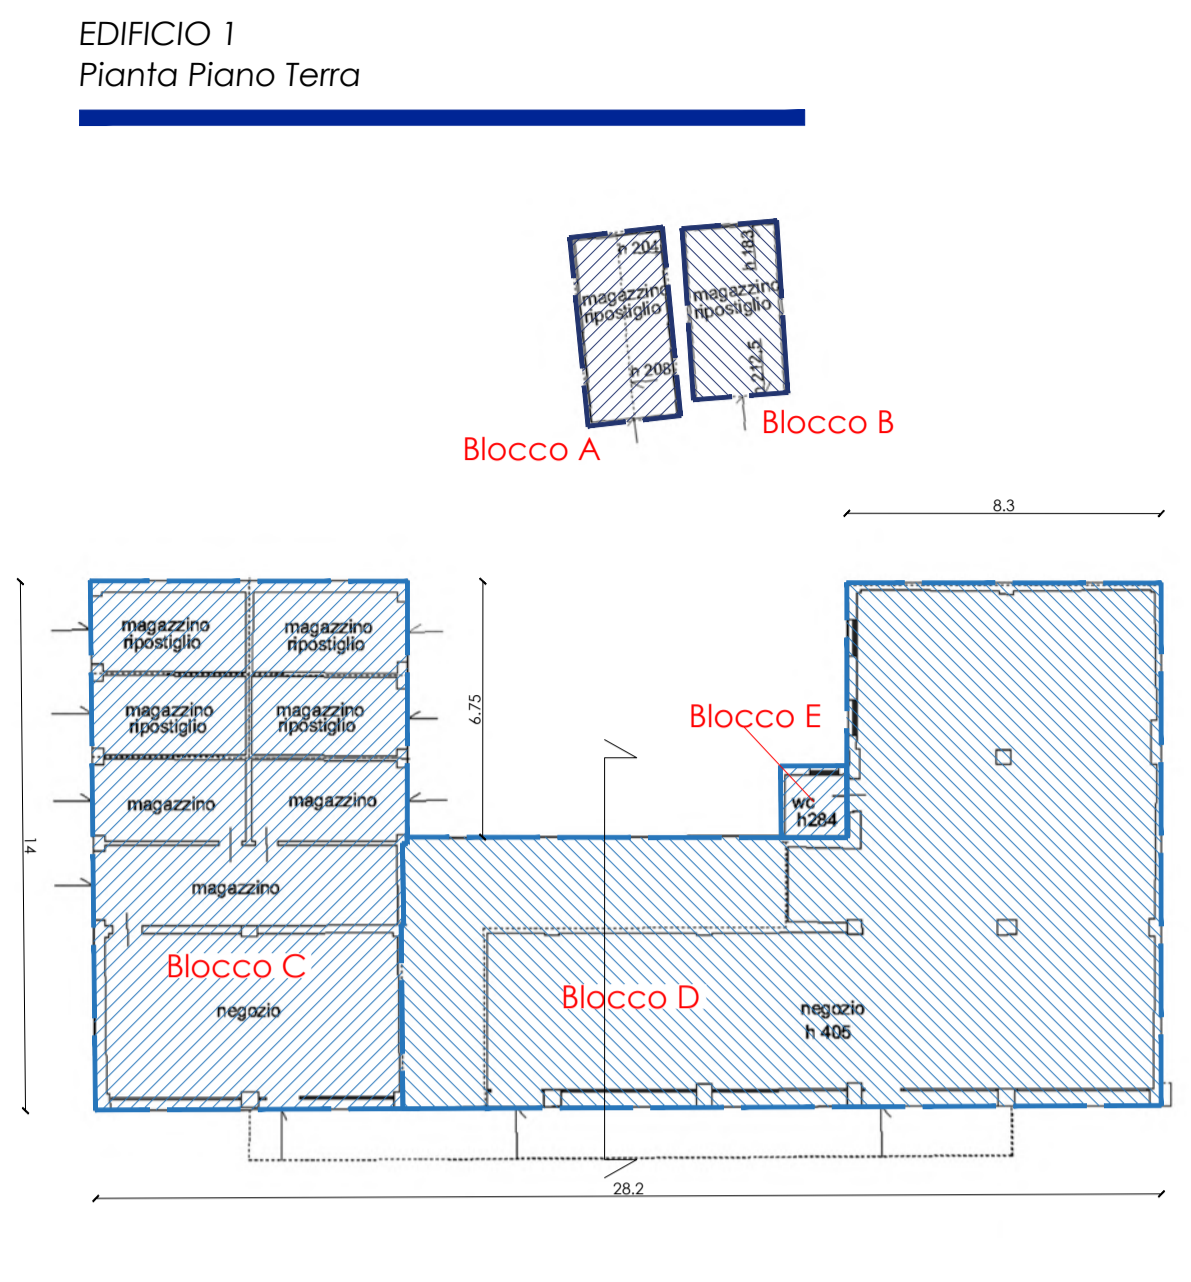 EDIFICIO 1
Pianta Piano Terra
h 204
h 183
magazzino
ripostiglio
magazzino
ripostiglio
h 208
h 212,5
Blocco A
Blocco B
8.3
magazzino
ripostiglio
magazzino
ripostiglio
magazzino
ripostiglio
magazzino
ripostiglio
6.75
Blocco E
magazzino
magazzino
wc
h284
14
magazzino
Blocco C
Blocco D
negozio
negozio
h 405
28.2